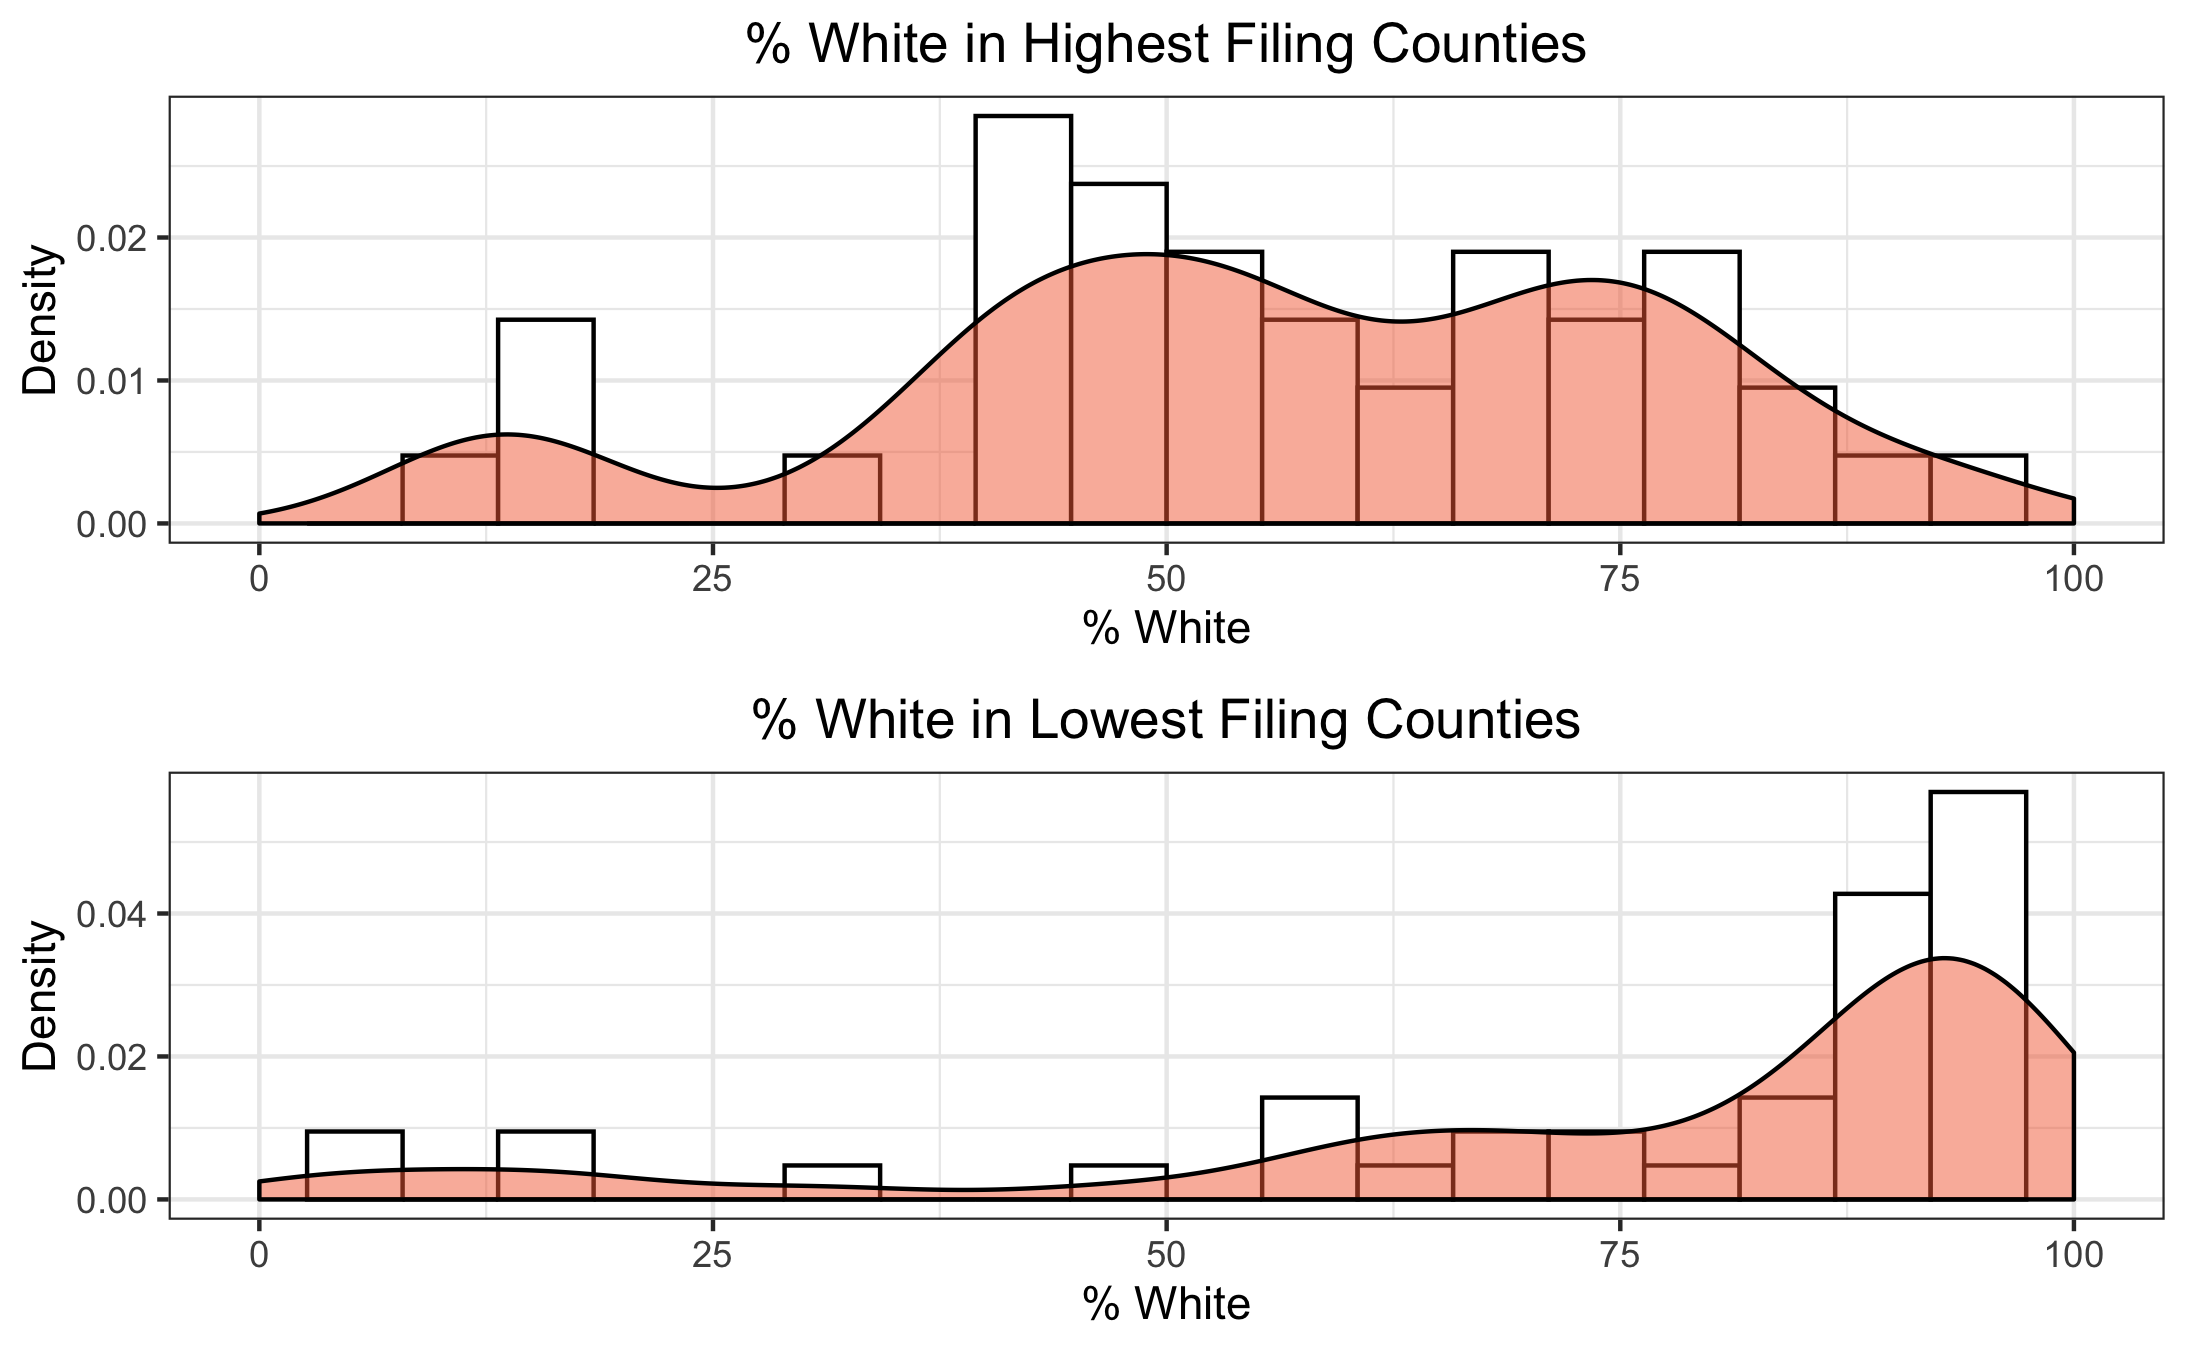 % White in Highest Filing Counties
Density
0.02
0.01
0.00
0 25 50 75 100
% White
% White in Lowest Filing Counties
Density
0.04
0.02
0.00
0 25 50 75 100
% White